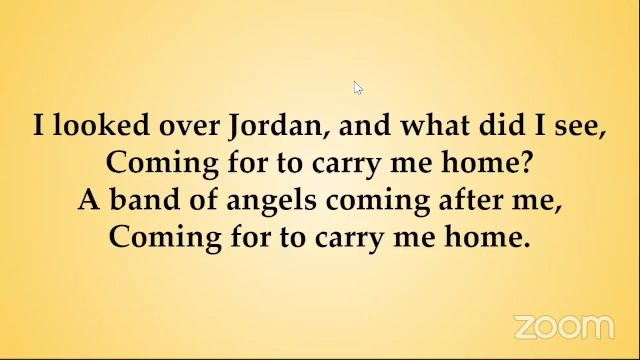 I looked over Jordan, and what did I see,
Coming for to carry me home?
A band of angels coming after me,
Coming for to carry me home.
zoom